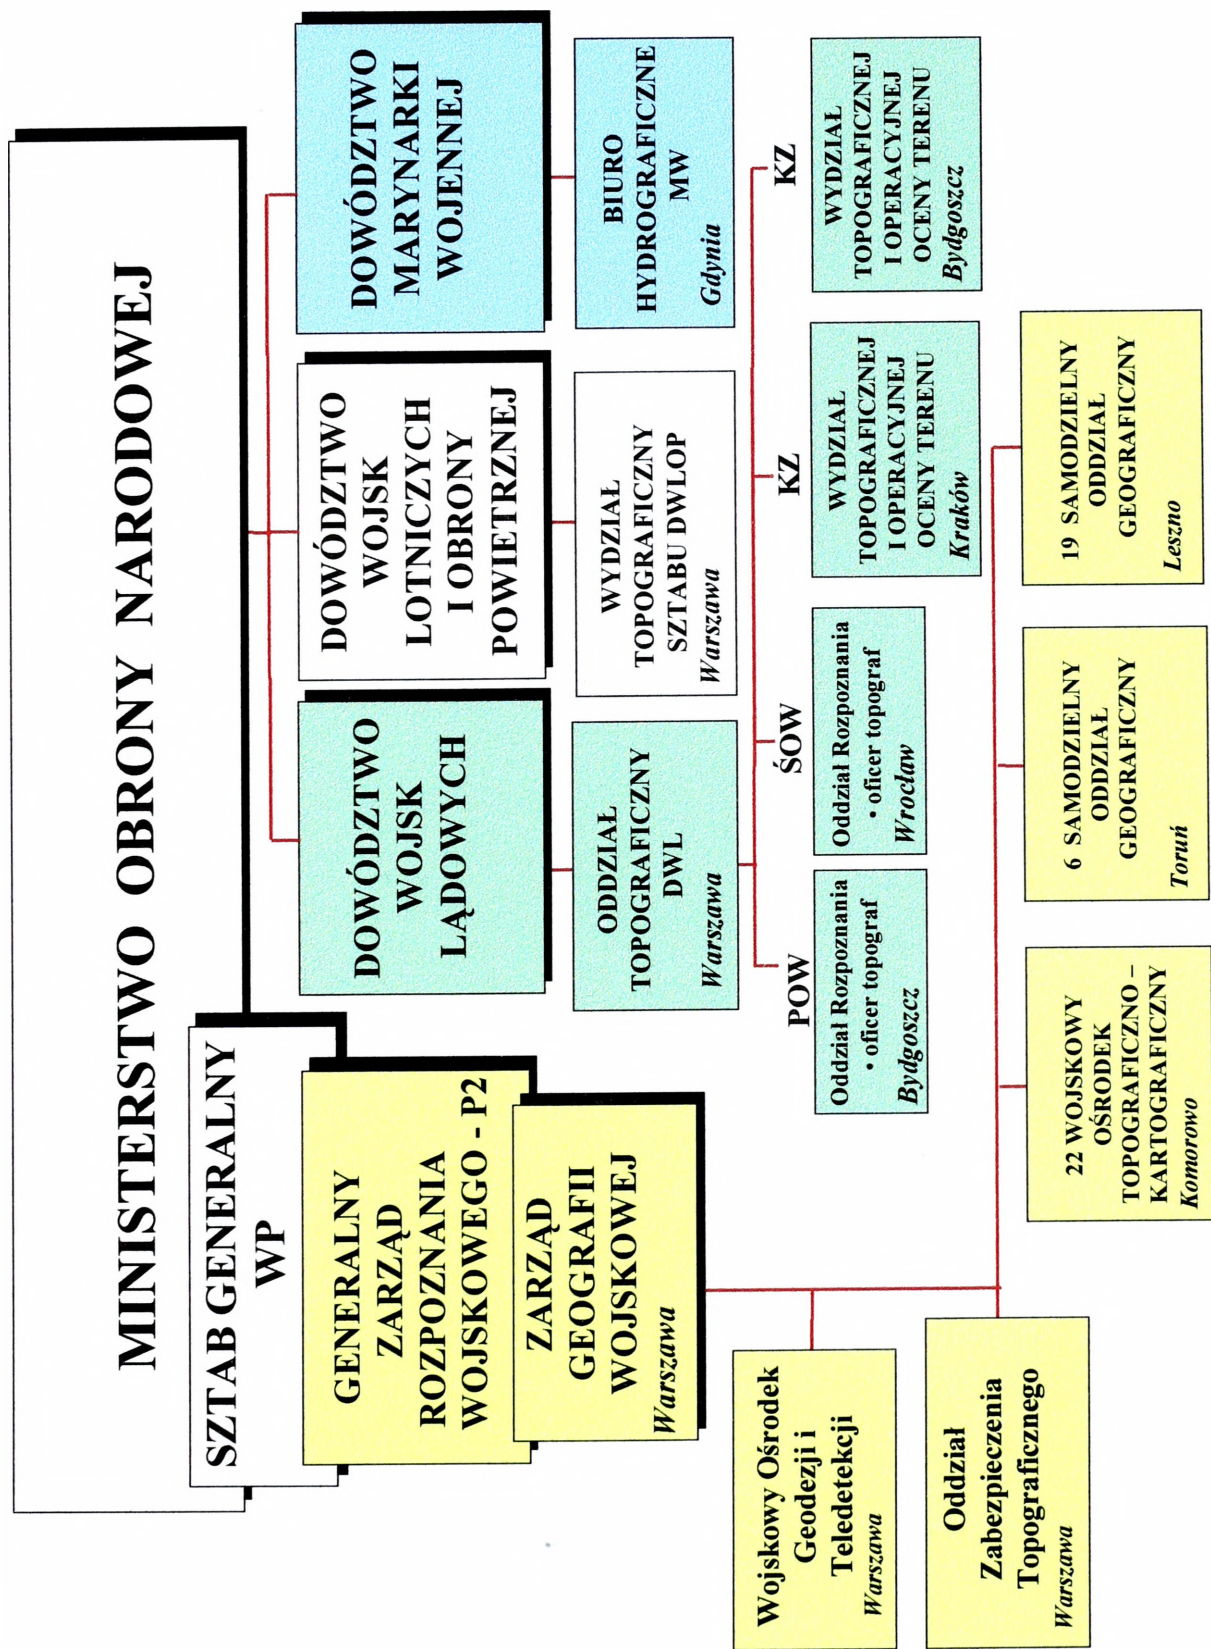 MINISTERSTWO OBRONY NARODOWEJ
SZTAB GENERALNY
WP
GENERALNY
ZARZĄD
ROZPOZNANIA
WOJSKOWEGO - P2
ZARZĄD
GEOGRAFII
WOJSKOWEJ
Warszawa
DOWÓDZTWO
WOJSK
LĄDOWYCH
DOWÓDZTWO
WOJSK
LOTNICZYCH
I OBRONY
POWIETRZNEJ
DOWÓDZTWO
MARYNARKI
WOJENNEJ
ODDZIAŁ
TOPOGRAFICZNY
DWL
Warszawa
WYDZIAŁ
TOPOGRAFICZNY
SZTABU DWLOP
Warszawa
BIURO
HYDROGRAFICZNE
MW
Gdynia
POW
ŚOW
KZ
KZ
Oddział Rozpoznania
• oficer topograf
Bydgoszcz
Oddział Rozpoznania
• oficer topograf
Wrocław
WYDZIAŁ
TOPOGRAFICZNEJ
I OPERACYJNEJ
OCENY TERENU
Kraków
WYDZIAŁ
TOPOGRAFICZNEJ
I OPERACYJNEJ
OCENY TERENU
Bydgoszcz
Wojskowy Ośrodek
Geodezji i
Teledetekcji
Warszawa
Oddział
Zabezpieczenia
Topograficznego
Warszawa
22 WOJSKOWY
OŚRODEK
TOPOGRAFICZNO –
KARTOGRAFICZNY
Komorowo
6 SAMODZIELNY
ODDZIAŁ
GEOGRAFICZNY
Toruń
19 SAMODZIELNY
ODDZIAŁ
GEOGRAFICZNY
Leszno